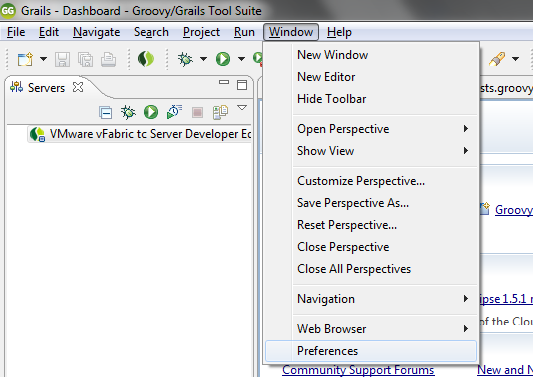 GG Grails - Dashboard - Groovy/Grails Tool Suite
File Edit Navigate Search Project Run Window Help
Servers
VMware vFabric tc Server Developer
New Window
New Editor
Hide Toolbar
Open Perspective
Show View
Customize Perspective...
Save Perspective As...
Reset Perspective...
Close Perspective
Close All Perspectives
Navigation
Web Browser
Preferences
sts.groovy
Groovy
ipse 1.5.1
of the
Community Support Forums
New and